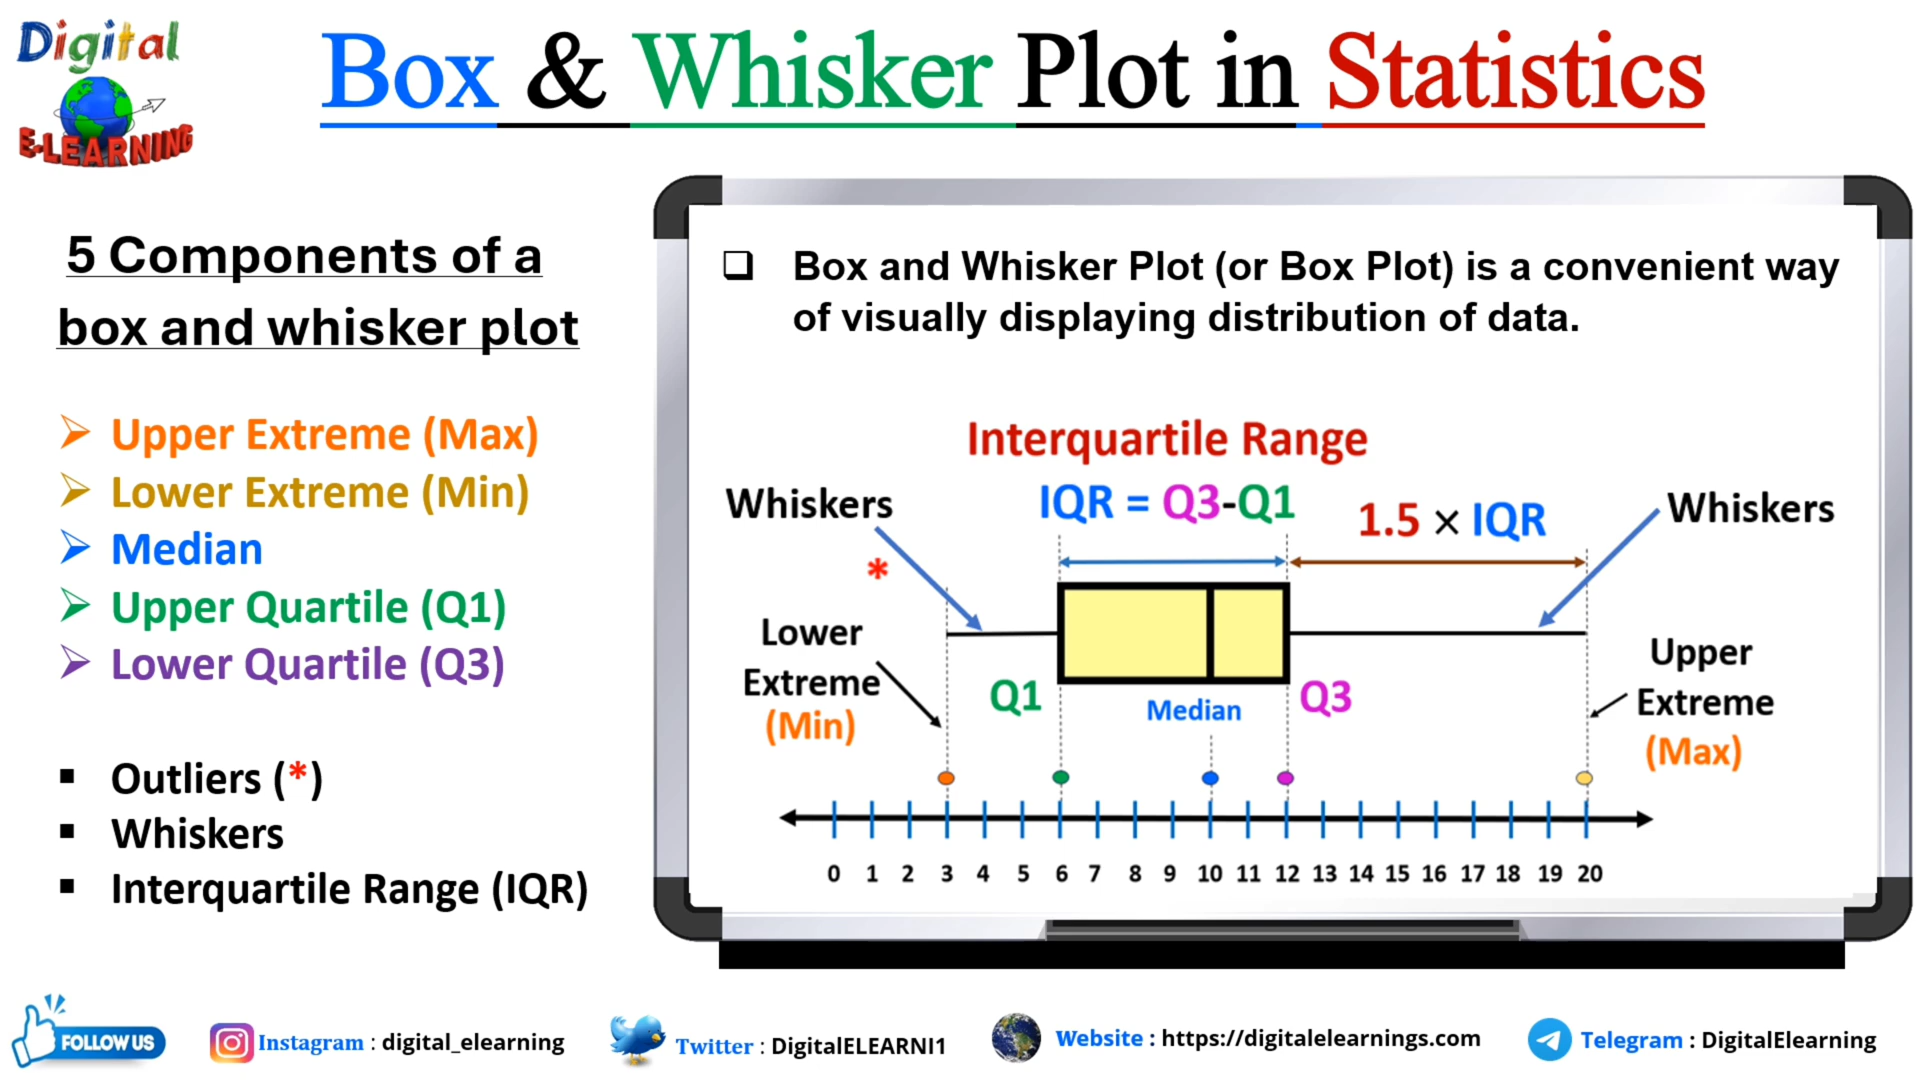 Digital
E-LEARNING
Box & Whisker Plot in Statistics
5 Components of a
box and whisker plot
Upper Extreme (Max)
Lower Extreme (Min)
Median
Upper Quartile (Q1)
Lower Quartile (Q3)
Outliers (*)
Whiskers
Interquartile Range (IQR)
Box and Whisker Plot (or Box Plot) is a convenient way
of visually displaying distribution of data.
Interquartile Range
Whiskers
IQR = Q3-Q1
1.5 × IQR
Whiskers
*
Lower
Extreme
(Min)
Q1
Median
Q3
Upper
Extreme
(Max)
0 1 2 3 4 5 6 7 8 9 10 11 12 13 14 15 16 17 18 19 20
FOLLOW US
Instagram : digital_elearning
Twitter : DigitalELEARNI1
Website : https://digitalelearnings.com
Telegram : DigitalElearning